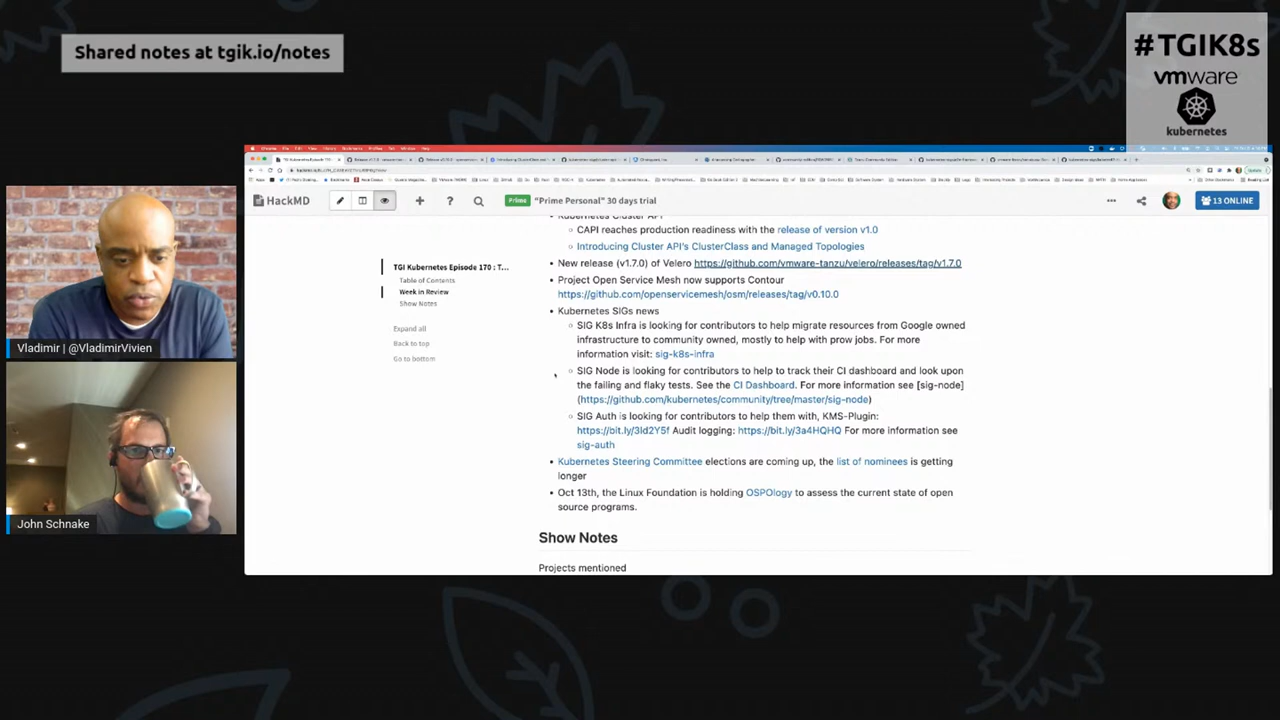 Shared notes at tgik.io/notes
#TGIK8s
vmware
kubernetes
HackMD
Prime
"Prime Personal" 30 days trial
13 ONLINE
TGI Kubernetes Episode 170 : T...
Table of Contents
Week in Review
Show Notes
Expand all
Back to top
Go to bottom
Kubernetes Cluster API
CAPI reaches production readiness with the release of version v1.0
Introducing Cluster API's ClusterClass and Managed Topologies
New release (v1.7.0) of Velero https://github.com/vmware-tanzu/velero/releases/tag/v1.7.0
Project Open Service Mesh now supports Contour
https://github.com/openservicemesh/osm/releases/tag/v0.10.0
Kubernetes SIGs news
SIG K8s Infra is looking for contributors to help migrate resources from Google owned
infrastructure to community owned, mostly to help with prow jobs. For more
information visit: sig-k8s-infra
SIG Node is looking for contributors to help to track their CI dashboard and look upon
the failing and flaky tests. See the CI Dashboard. For more information see [sig-node]
(https://github.com/kubernetes/community/tree/master/sig-node)
SIG Auth is looking for contributors to help them with, KMS-Plugin:
https://bit.ly/3ld2Y5f Audit logging: https://bit.ly/3a4HQHQ For more information see
sig-auth
Kubernetes Steering Committee elections are coming up, the list of nominees is getting
longer
Oct 13th, the Linux Foundation is holding OSPOlogy to assess the current state of open
source programs.
Show Notes
Projects mentioned
Vladimir | @VladimirVivien
John Schnake